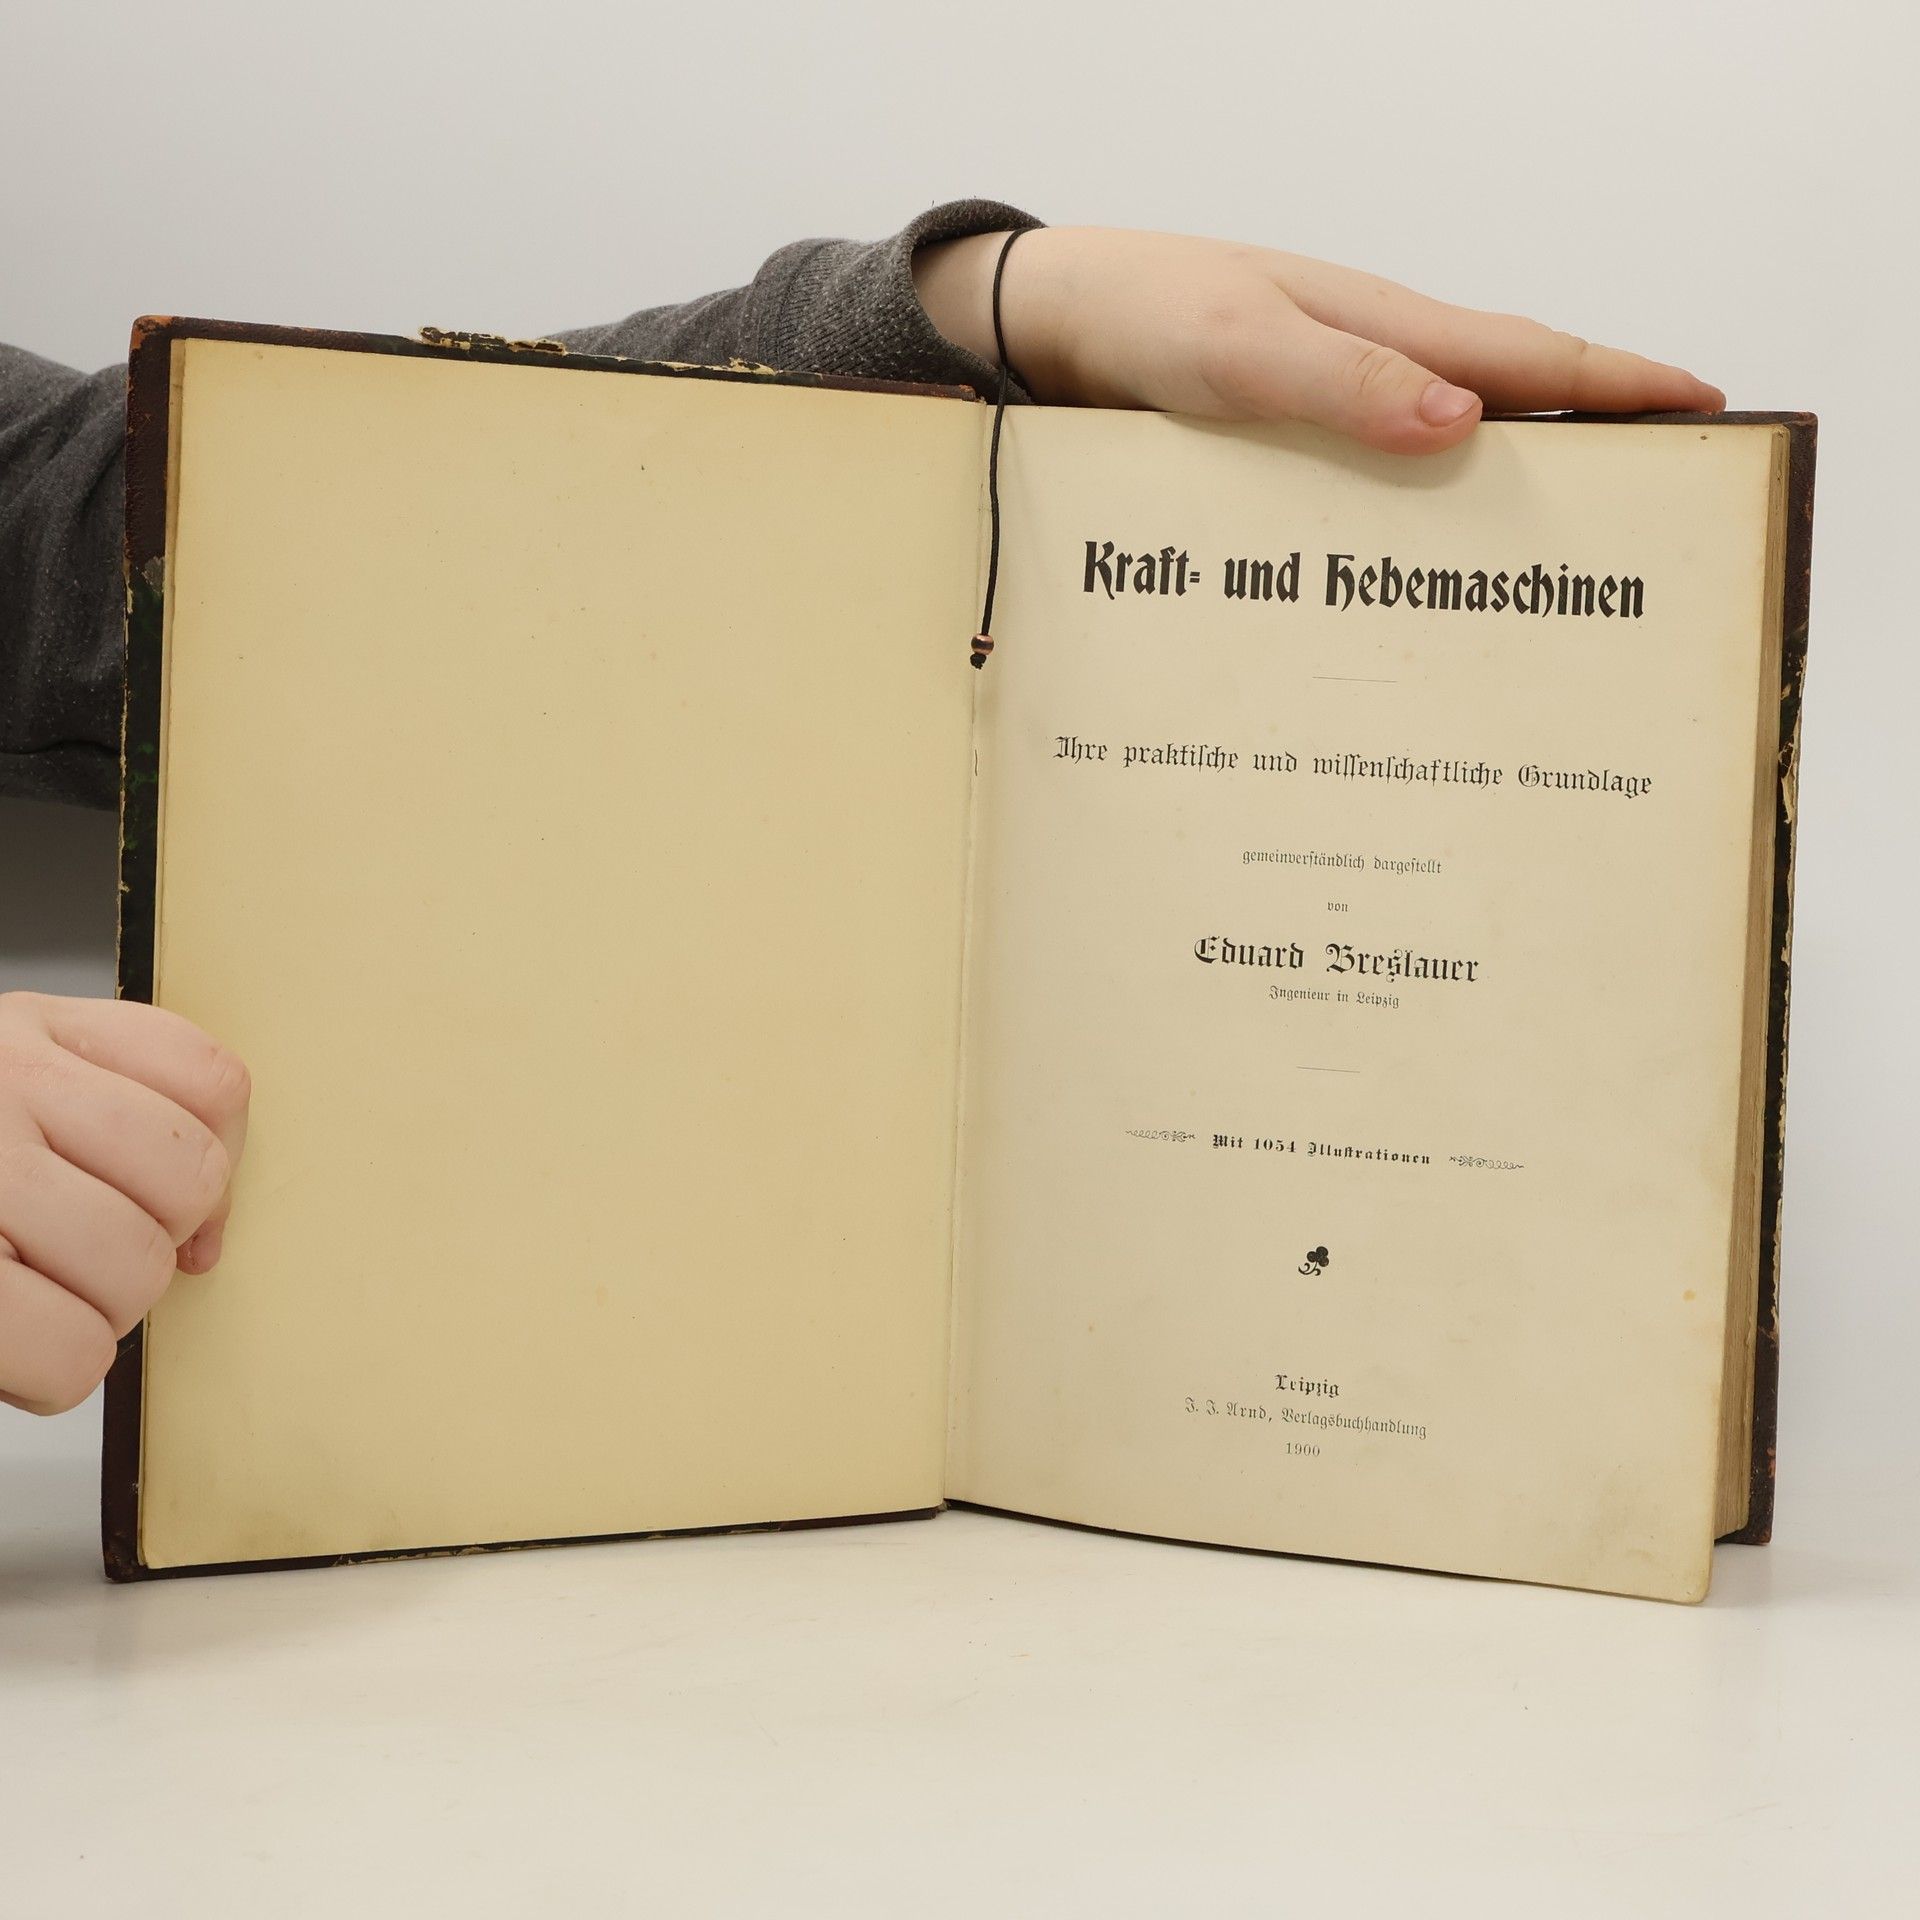 Kraft- und Hebemaschinen
Ihre praktische und wissenschaftliche Grundlage
gemeinverständlich dargestellt
von
Eduard Breslauer
Ingenieur in Leipzig
Mit 1054 Illustrationen
Leipzig
J. J. Arnd, Verlagsbuchhandlung
1900